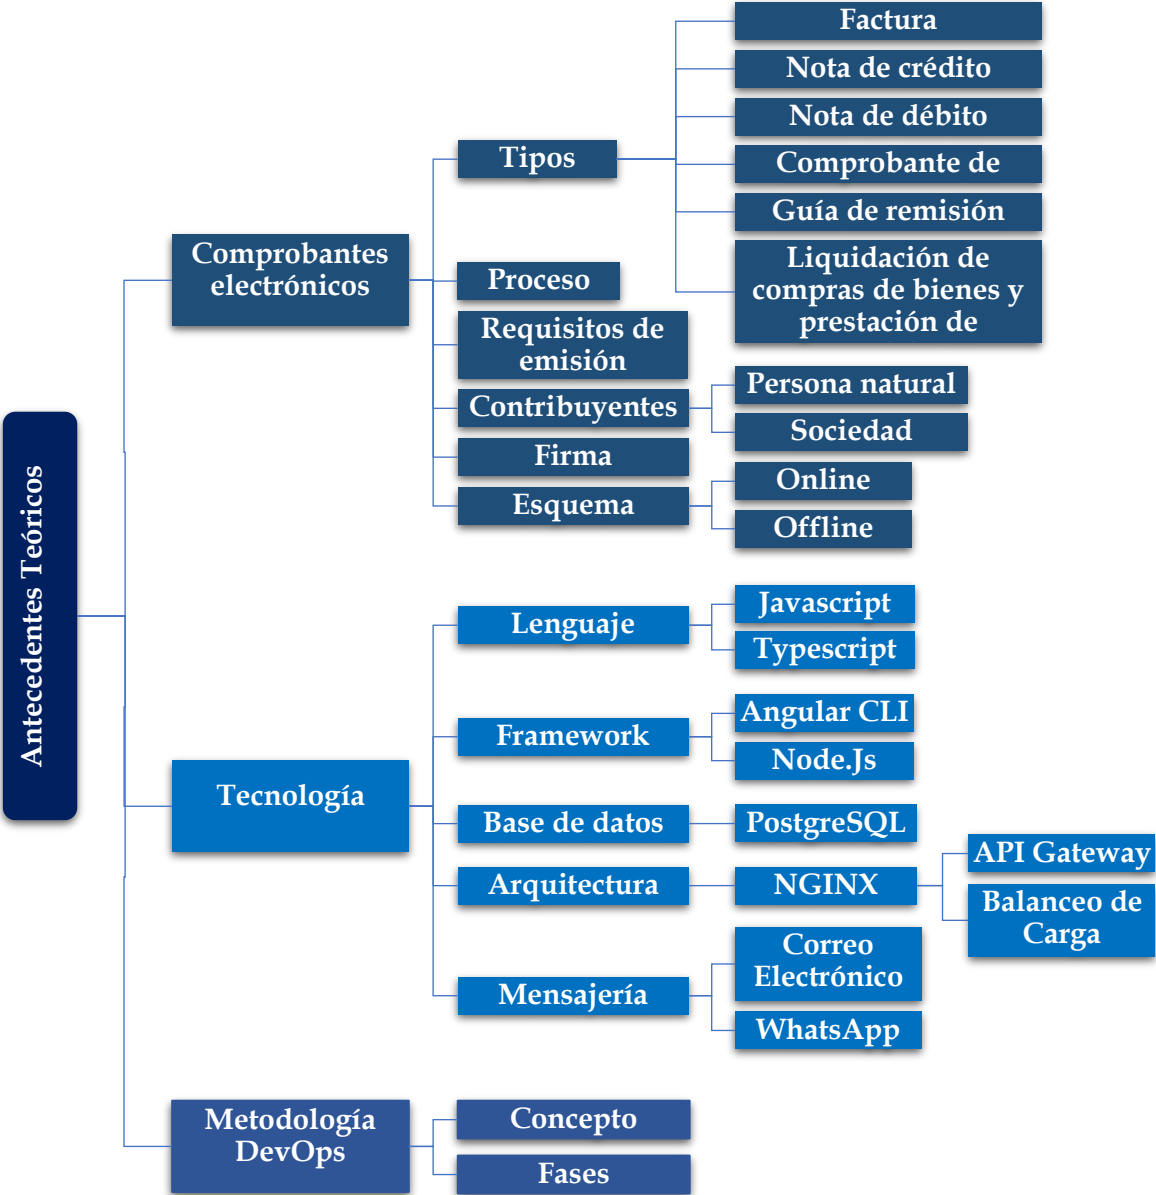 Antecedentes Teóricos
Comprobantes
electrónicos
Tipos
Factura
Nota de crédito
Nota de débito
Comprobante de
Guía de remisión
Liquidación de
compras de bienes y
prestación de
Proceso
Requisitos de
emisión
Contribuyentes
Persona natural
Sociedad
Firma
Esquema
Online
Offline
Tecnología
Lenguaje
Javascript
Typescript
Framework
Angular CLI
Node.Js
Base de datos
PostgreSQL
Arquitectura
NGINX
API Gateway
Balanceo de
Carga
Mensajería
Correo
Electrónico
WhatsApp
Metodología
DevOps
Concepto
Fases